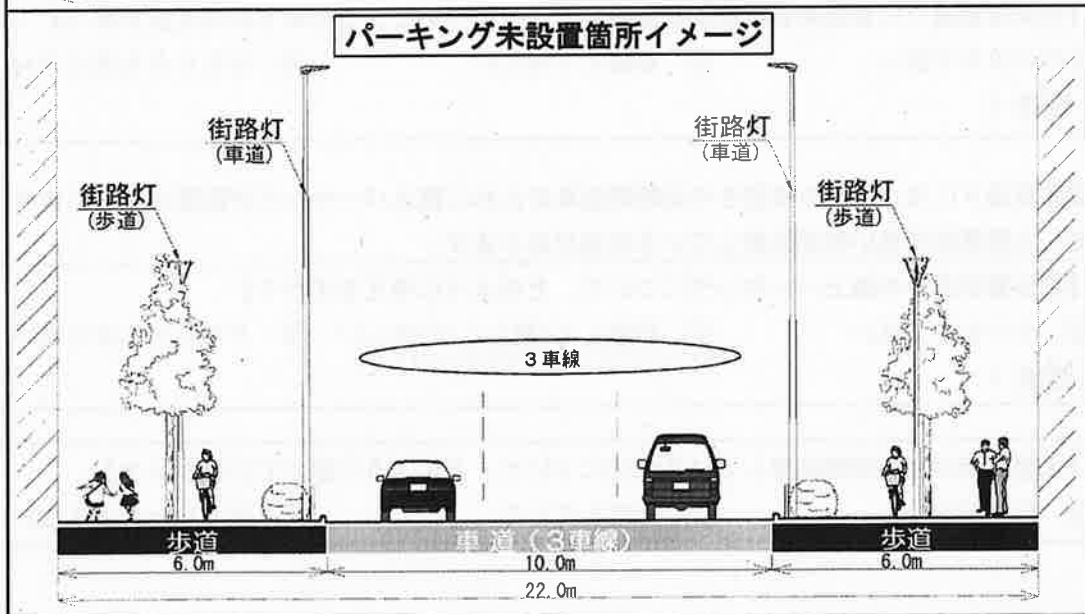 パーキング未設置箇所イメージ
街路灯
(車道)
街路灯
(車道)
街路灯
(歩道)
街路灯
(歩道)
3車線
歩道
車道(3車線)
歩道
6.0m
10.0m
6.0m
22.0m